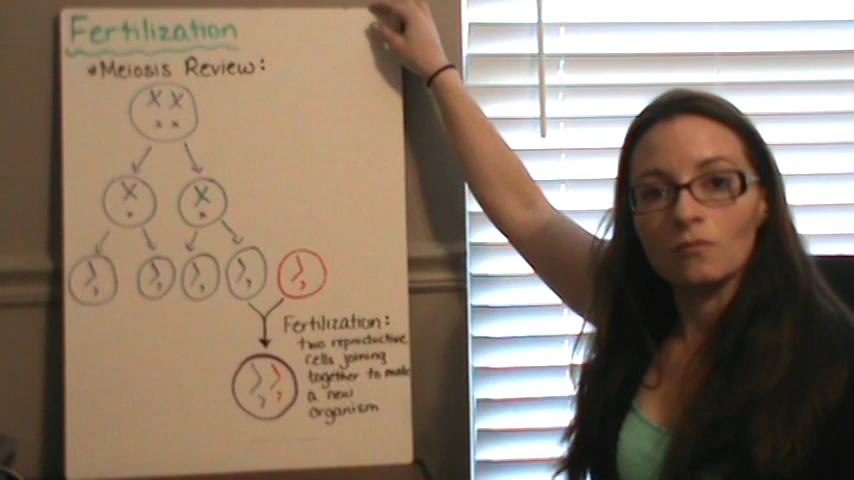 Fertilization
*Meiosis Review:
Fertilization:
two reproductive
cells joining
together to make
a new
organism